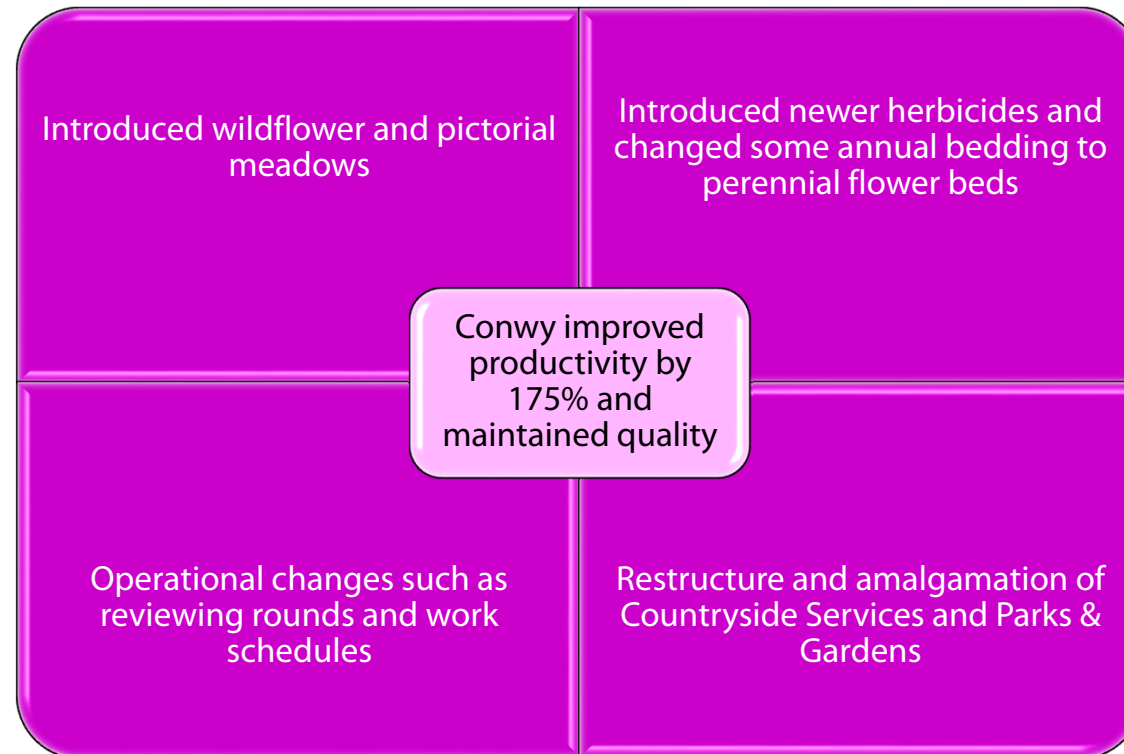 Introduced wildflower and pictorial
meadows
Introduced newer herbicides and
changed some annual bedding to
perennial flower beds
Conwy improved
productivity by
175% and
maintained quality
Operational changes such as
reviewing rounds and work
schedules
Restructure and amalgamation of
Countryside Services and Parks &
Gardens